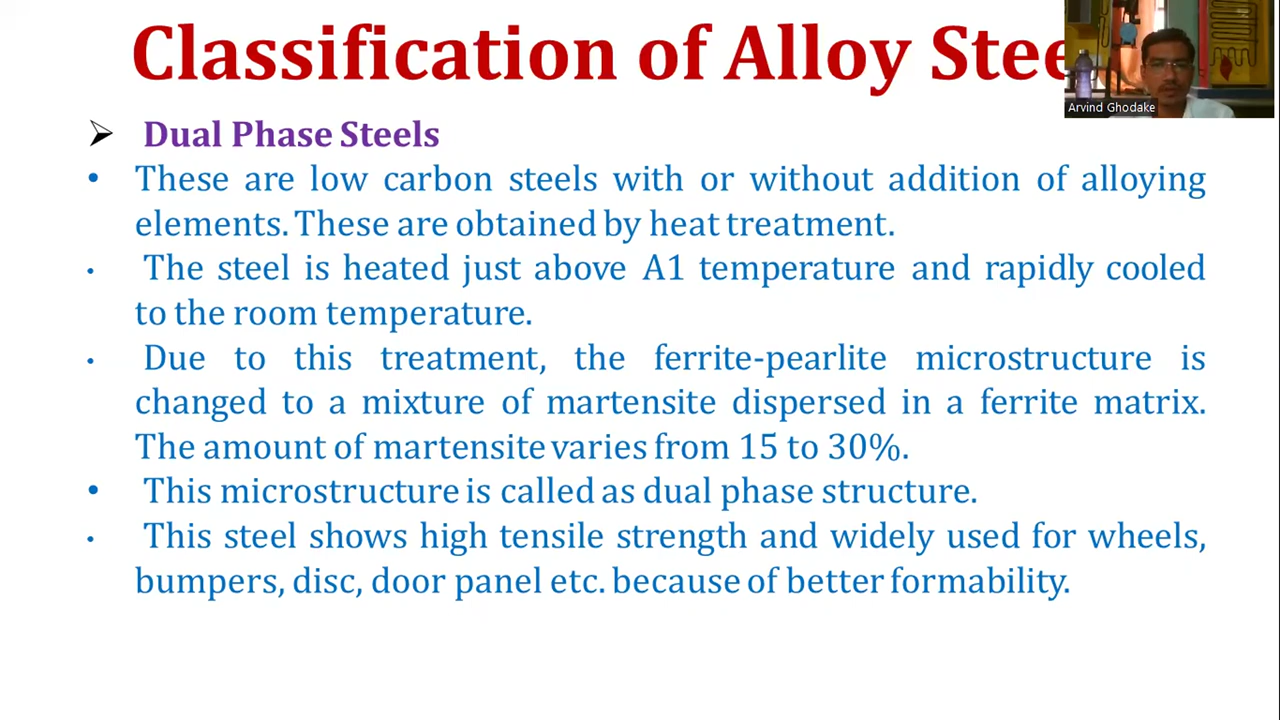 Classification of Alloy Stee
Arvind Ghodake
➢ Dual Phase Steels
• These are low carbon steels with or without addition of alloying
elements. These are obtained by heat treatment.
• The steel is heated just above A1 temperature and rapidly cooled
to the room temperature.
• Due to this treatment, the ferrite-pearlite microstructure is
changed to a mixture of martensite dispersed in a ferrite matrix.
The amount of martensite varies from 15 to 30%.
• This microstructure is called as dual phase structure.
• This steel shows high tensile strength and widely used for wheels,
bumpers, disc, door panel etc. because of better formability.